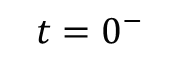 t = 0⁻